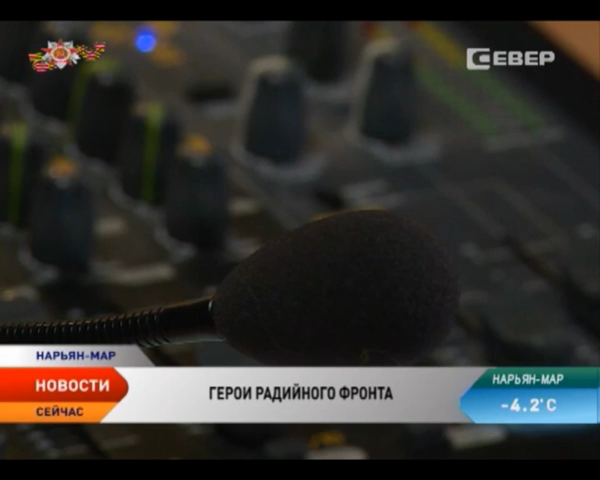 СЕВЕР
НАРЬЯН-МАР
НОВОСТИ
СЕЙЧАС
ГЕРОИ РАДИЙНОГО ФРОНТА
НАРЬЯН-МАР
-4.2°C